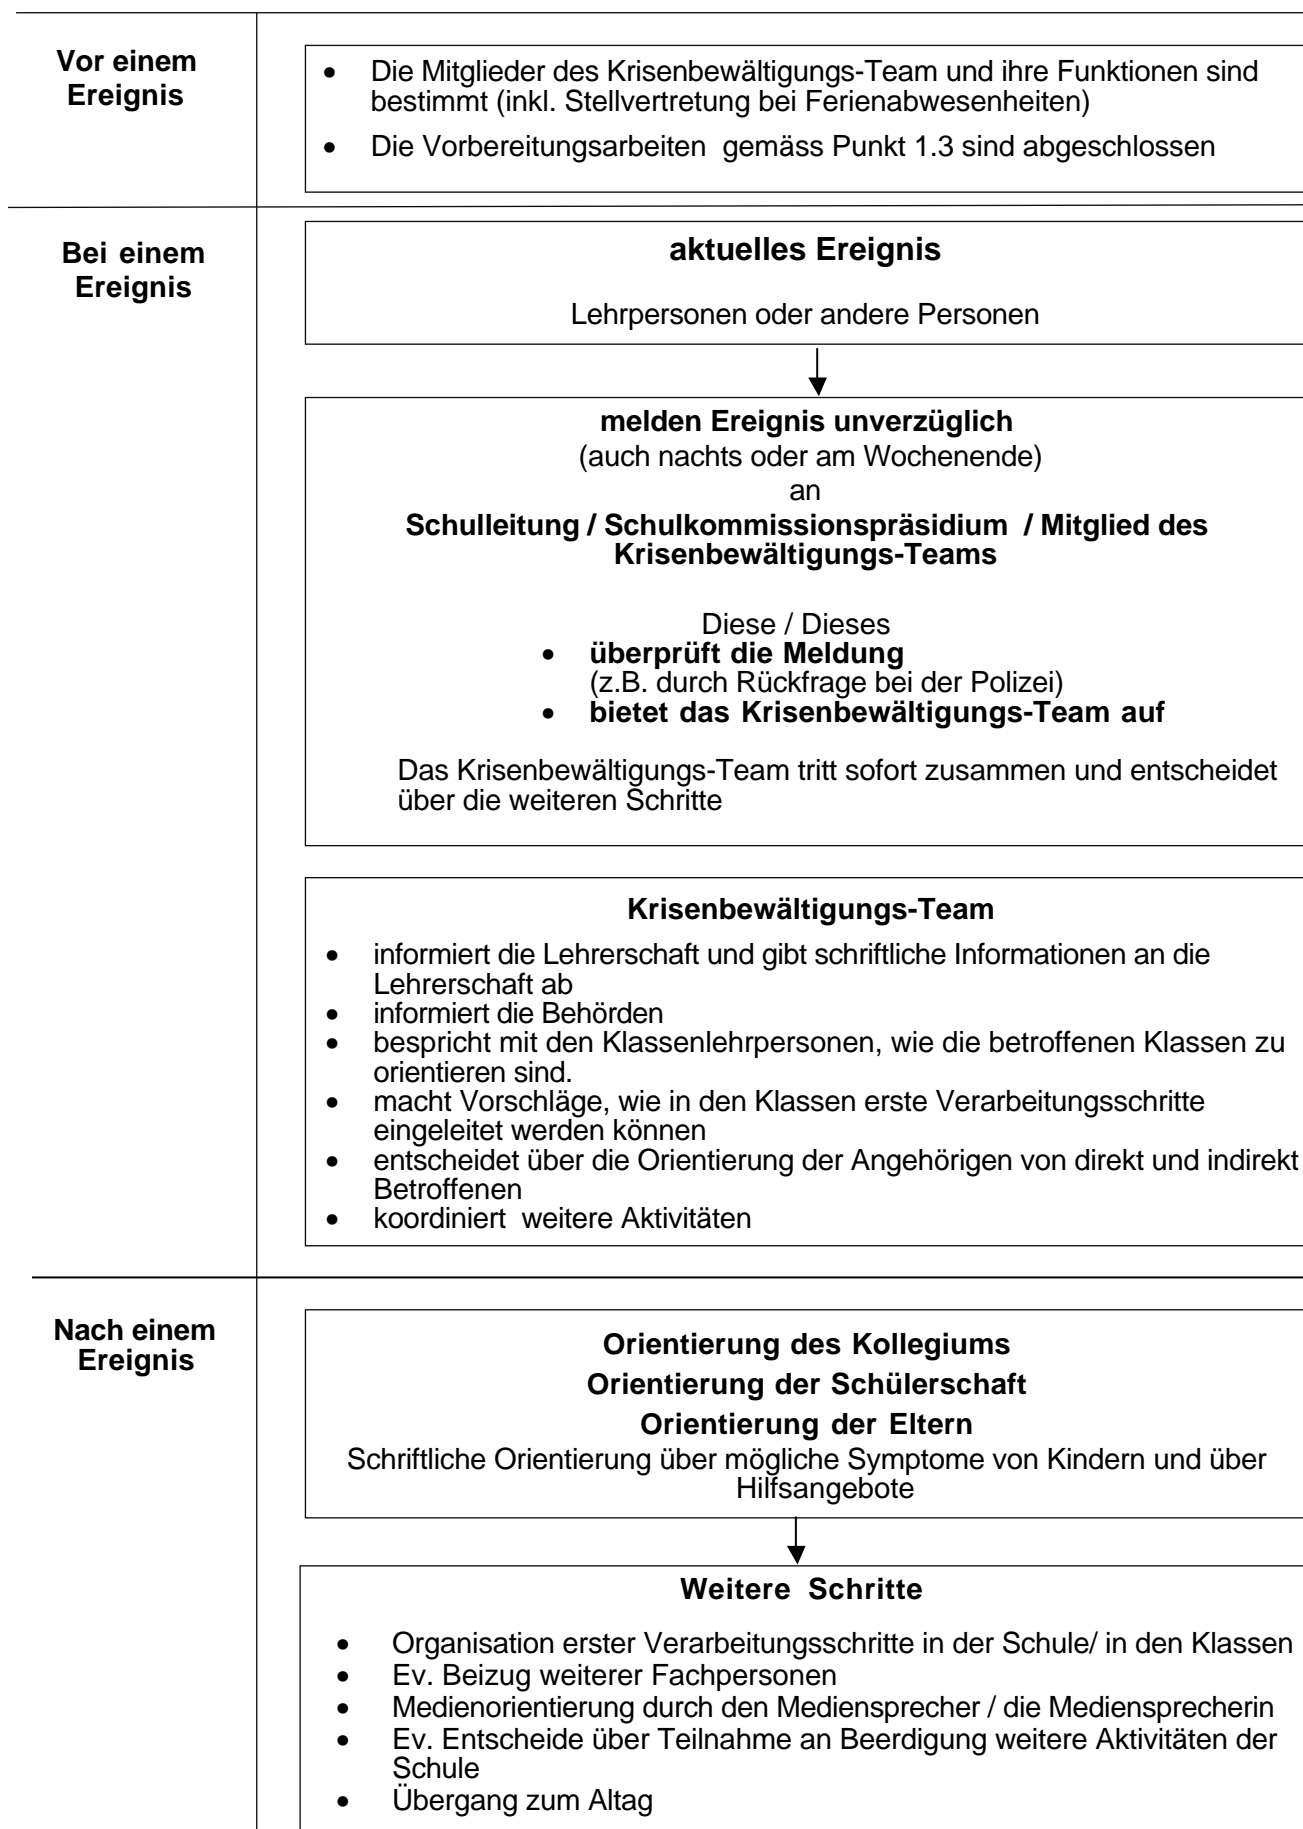 Vor einem
Ereignis
• Die Mitglieder des Krisenbewältigungs-Team und ihre Funktionen sind
bestimmt (inkl. Stellvertretung bei Ferienabwesenheiten)
• Die Vorbereitungsarbeiten gemäss Punkt 1.3 sind abgeschlossen
Bei einem
Ereignis
aktuelles Ereignis
Lehrpersonen oder andere Personen
melden Ereignis unverzüglich
(auch nachts oder am Wochenende)
an
Schulleitung / Schulkommissionspräsidium / Mitglied des
Krisenbewältigungs-Teams
Diese / Dieses
• überprüft die Meldung
(z.B. durch Rückfrage bei der Polizei)
• bietet das Krisenbewältigungs-Team auf
Das Krisenbewältigungs-Team tritt sofort zusammen und entscheidet
über die weiteren Schritte
Krisenbewältigungs-Team
• informiert die Lehrerschaft und gibt schriftliche Informationen an die
Lehrerschaft ab
• informiert die Behörden
• bespricht mit den Klassenlehrpersonen, wie die betroffenen Klassen zu
orientieren sind.
• macht Vorschläge, wie in den Klassen erste Verarbeitungsschritte
eingeleitet werden können
• entscheidet über die Orientierung der Angehörigen von direkt und indirekt
Betroffenen
• koordiniert weitere Aktivitäten
Nach einem
Ereignis
Orientierung des Kollegiums
Orientierung der Schülerschaft
Orientierung der Eltern
Schriftliche Orientierung über mögliche Symptome von Kindern und über
Hilfsangebote
Weitere Schritte
• Organisation erster Verarbeitungsschritte in der Schule/ in den Klassen
• Ev. Beizug weiterer Fachpersonen
• Medienorientierung durch den Mediensprecher / die Mediensprecherin
• Ev. Entscheide über Teilnahme an Beerdigung weitere Aktivitäten der
Schule
• Übergang zum Altag